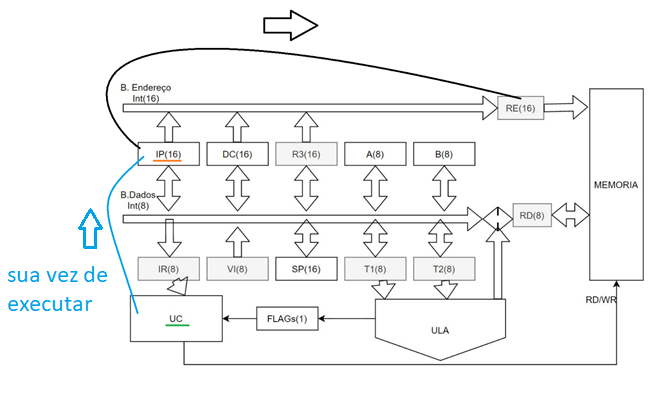 B. Endereço
Int(16)
RE(16)
IP(16)
DC(16)
R3(16)
A(8)
B(8)
MEMORIA
B.Dados
Int(8)
RD(8)
IR(8)
VI(8)
SP(16)
T1(8)
T2(8)
sua vez de
executar
RD/WR
UC
FLAGs(1)
ULA